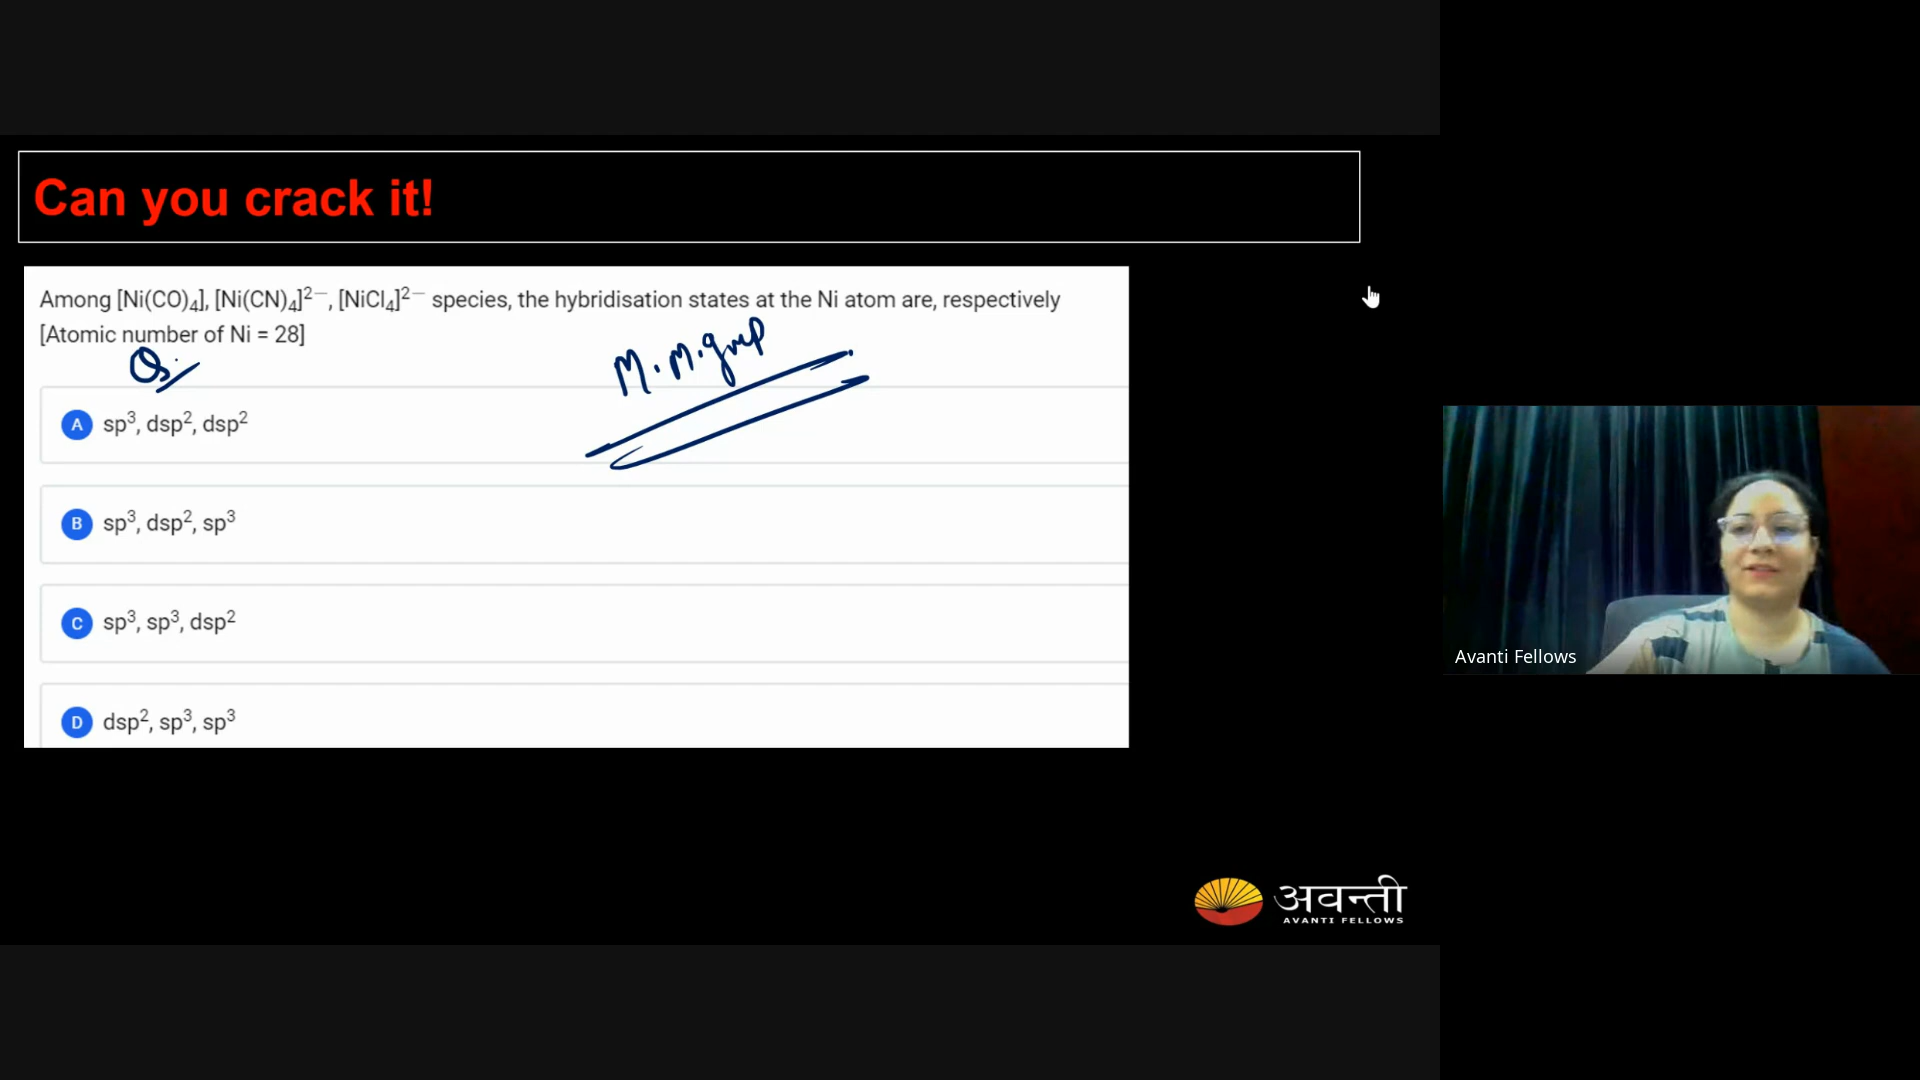 Can you crack it!
Among [Ni(CO)₄], [Ni(CN)₄]²⁻, [NiCl₄]²⁻ species, the hybridisation states at the Ni atom are, respectively
[Atomic number of Ni = 28]
M.M.
A sp³, dsp², dsp²
B sp³, dsp², sp³
C sp³, sp³, dsp²
D dsp², sp³, sp³
Avanti Fellows
अवन्ती
AVANTI FELLOWS